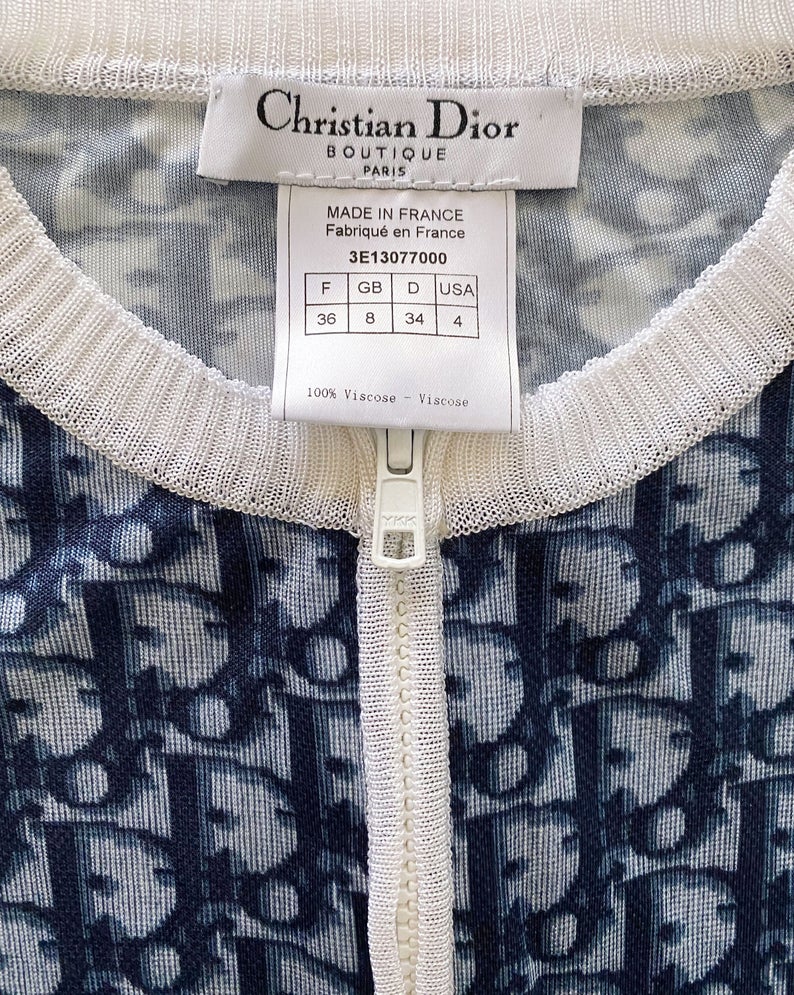 Christian Dior
BOUTIQUE
PARIS
MADE IN FRANCE
Fabriqué en France
3E13077000
F GB D USA
36 8 34 4
100% Viscose - Viscose
YKK